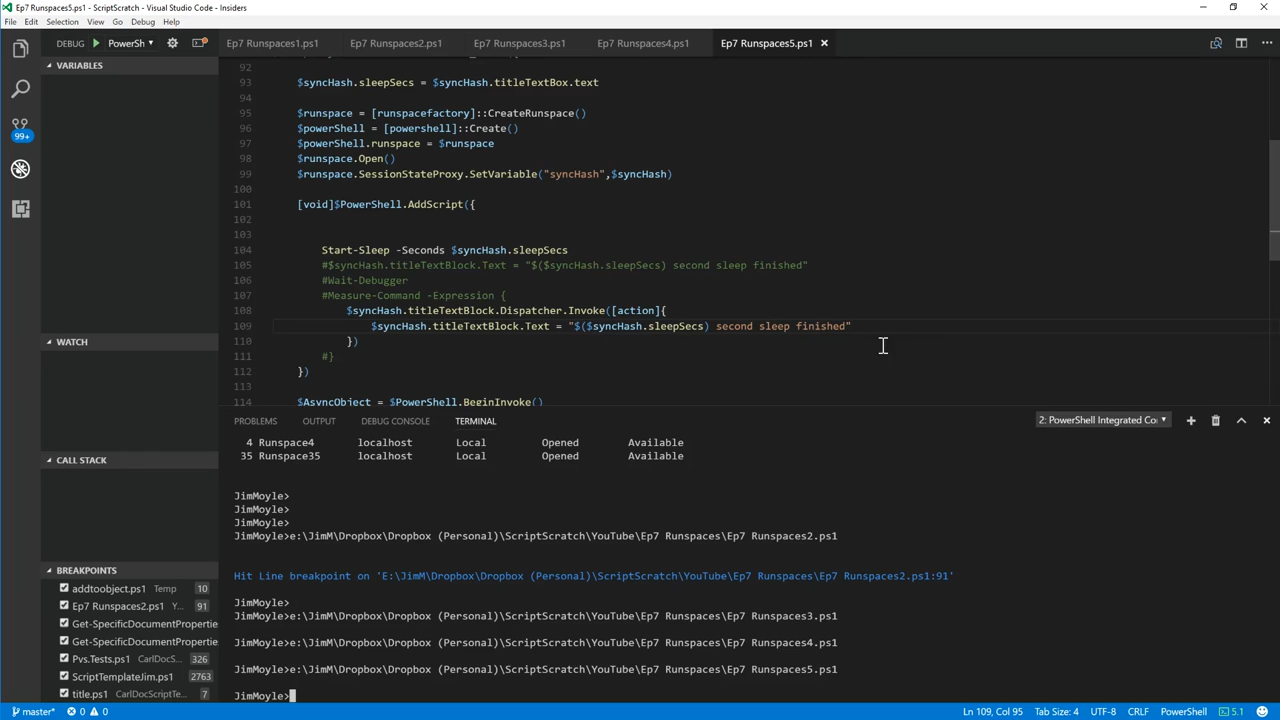 Ep7 Runspaces5.ps1 - ScriptScratch - Visual Studio Code - Insiders
File Edit Selection View Go Debug Help
DEBUG PowerSh Ep7 Runspaces1.ps1 Ep7 Runspaces2.ps1 Ep7 Runspaces3.ps1 Ep7 Runspaces4.ps1 Ep7 Runspaces5.ps1
VARIABLES
92
93 $syncHash.sleepSecs = $syncHash.titleTextBox.text
94
95 $runspace = [runspacefactory]::CreateRunspace()
96 $powerShell = [powershell]::Create()
97 $powerShell.runspace = $runspace
98 $runspace.Open()
99 $runspace.SessionStateProxy.SetVariable("syncHash",$syncHash)
100
101 [void]$PowerShell.AddScript({
102
103
104 Start-Sleep -Seconds $syncHash.sleepSecs
105 #$syncHash.titleTextBlock.Text = "$($syncHash.sleepSecs) second sleep finished"
106 #Wait-Debugger
107 #Measure-Command -Expression {
108 $syncHash.titleTextBlock.Dispatcher.Invoke([action]{
109 $syncHash.titleTextBlock.Text = "$($syncHash.sleepSecs) second sleep finished"
110 })
111 #}
112 })
113
114 $AsyncObject = $PowerShell.BeginInvoke()
99+
WATCH
CALL STACK
BREAKPOINTS
addtoobject.ps1 Temp 10
Ep7 Runspaces2.ps1 Y... 91
Get-SpecificDocumentProperties
Get-SpecificDocumentProperties
Pvs.Tests.ps1 CarlDocS... 326
ScriptTemplateJim.ps1 2763
title.ps1 CarlDocScriptTe... 7
PROBLEMS OUTPUT DEBUG CONSOLE TERMINAL 2: PowerShell Integrated Co
4 Runspace4 localhost Local Opened Available
35 Runspace35 localhost Local Opened Available
JimMoyle>
JimMoyle>
JimMoyle>
JimMoyle>e:\JimM\Dropbox\Dropbox (Personal)\ScriptScratch\YouTube\Ep7 Runspaces\Ep7 Runspaces2.ps1
Hit Line breakpoint on 'E:\JimM\Dropbox\Dropbox (Personal)\ScriptScratch\YouTube\Ep7 Runspaces\Ep7 Runspaces2.ps1:91'
JimMoyle>
JimMoyle>e:\JimM\Dropbox\Dropbox (Personal)\ScriptScratch\YouTube\Ep7 Runspaces\Ep7 Runspaces3.ps1
JimMoyle>e:\JimM\Dropbox\Dropbox (Personal)\ScriptScratch\YouTube\Ep7 Runspaces\Ep7 Runspaces4.ps1
JimMoyle>e:\JimM\Dropbox\Dropbox (Personal)\ScriptScratch\YouTube\Ep7 Runspaces\Ep7 Runspaces5.ps1
JimMoyle>
master* 0 0 Ln 109, Col 95 Tab Size: 4 UTF-8 CRLF PowerShell 5.1